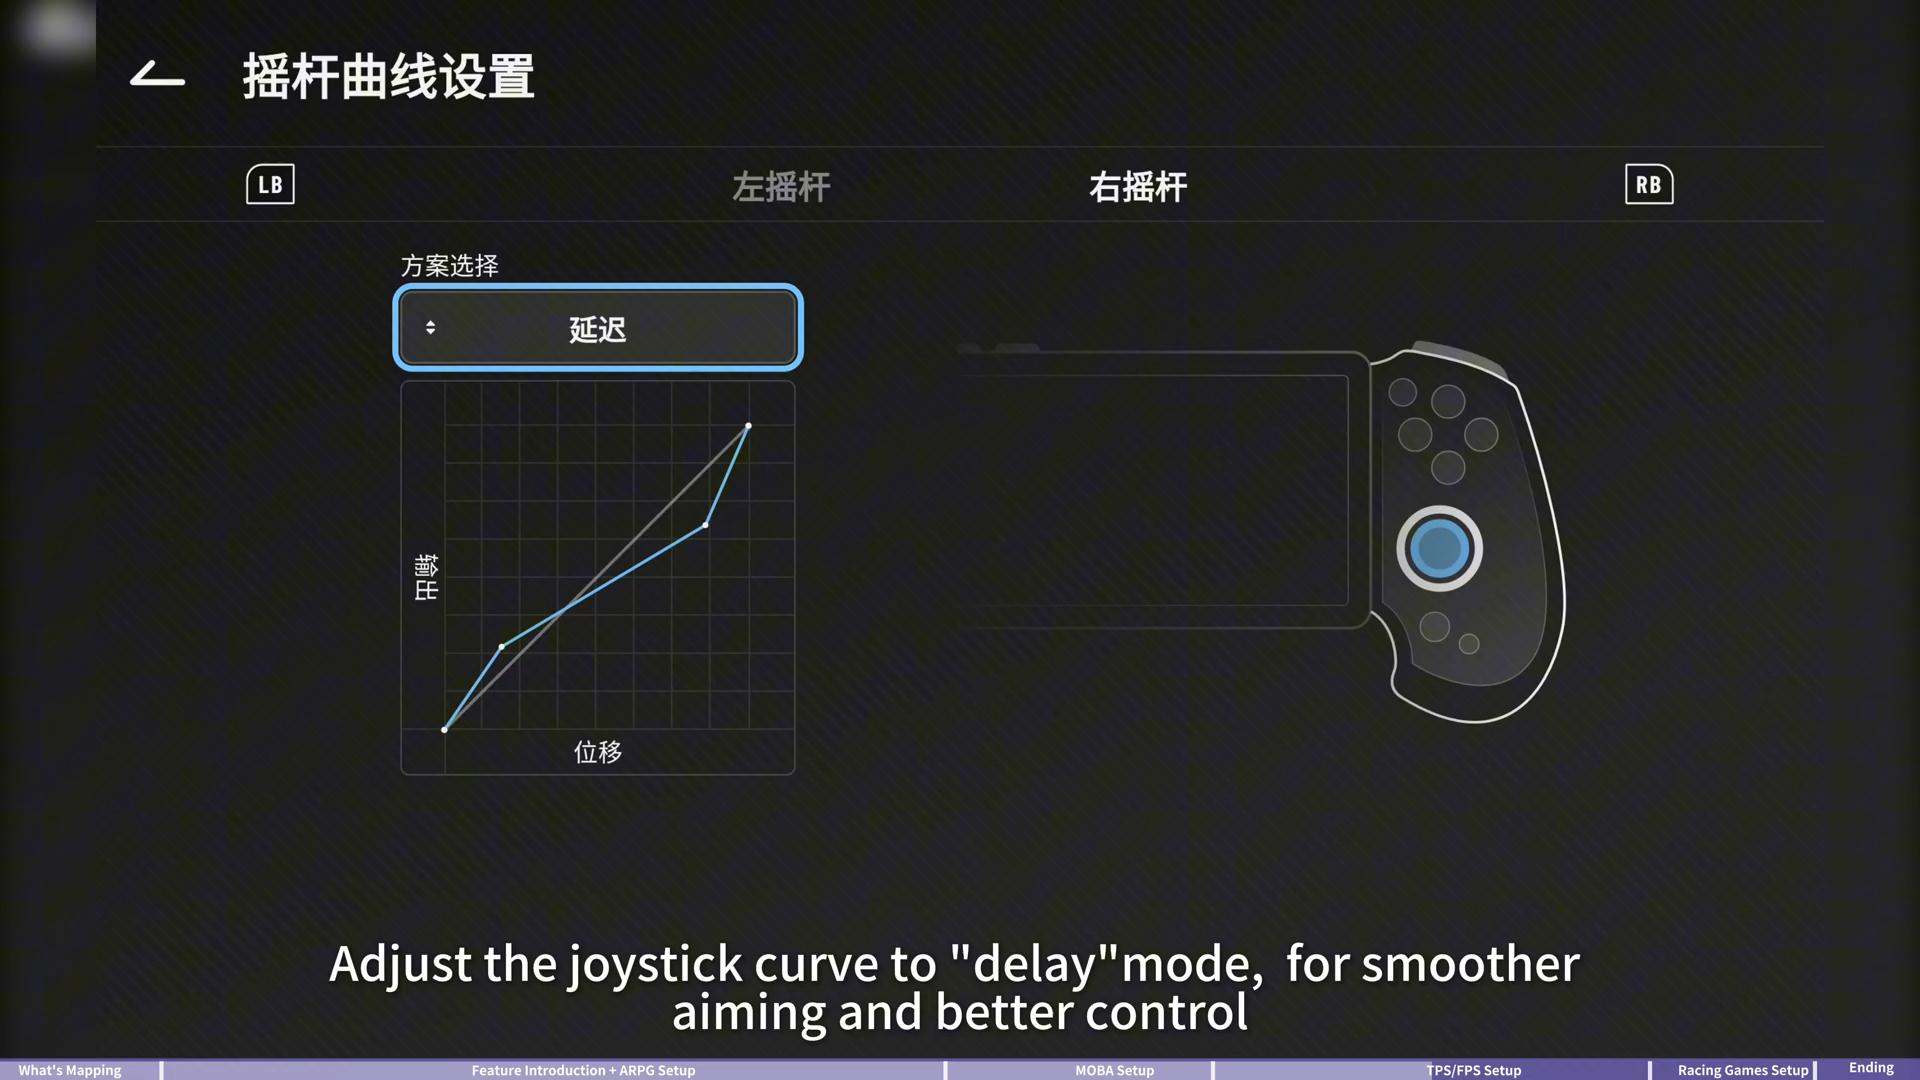 摇杆曲线设置
LB
左摇杆
右摇杆
RB
方案选择
延迟
输出
位移
Adjust the joystick curve to "delay"mode,  for smoother
aiming and better control
What's Mapping
Feature Introduction + ARPG Setup
MOBA Setup
TPS/FPS Setup
Racing Games Setup
Ending